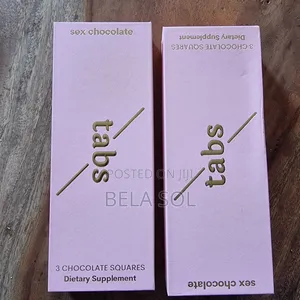 sex chocolate
tabs
3 CHOCOLATE SQUARES
Dietary Supplement
3 CHOCOLATE SQUARES
Dietary Supplement
tabs
sex chocolate
POSTED ON JIJI
BELA SOL